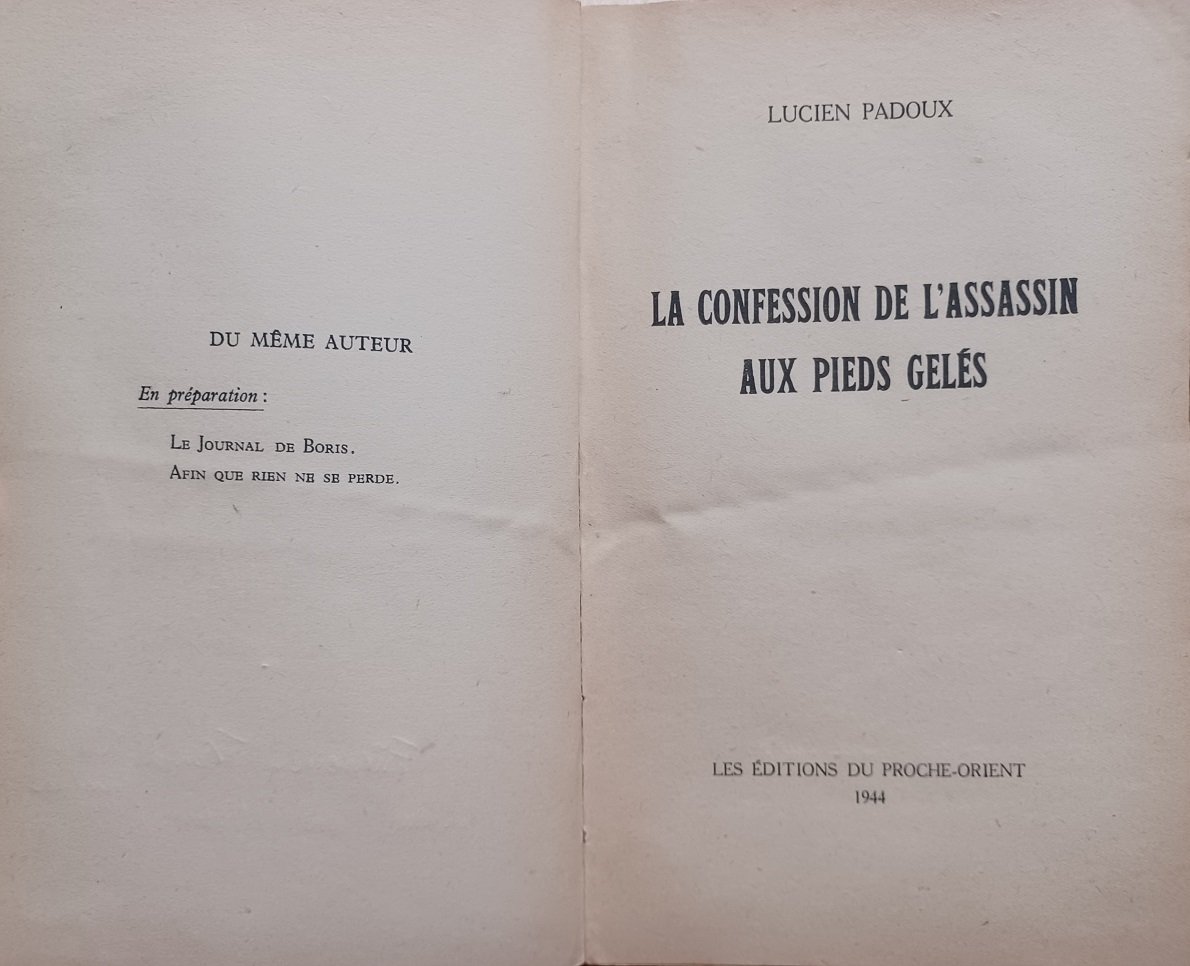 DU MÊME AUTEUR
En préparation :
LE JOURNAL DE BORIS.
AFIN QUE RIEN NE SE PERDE.
LUCIEN PADOUX
LA CONFESSION DE L'ASSASSIN
AUX PIEDS GELÉS
LES ÉDITIONS DU PROCHE-ORIENT
1944